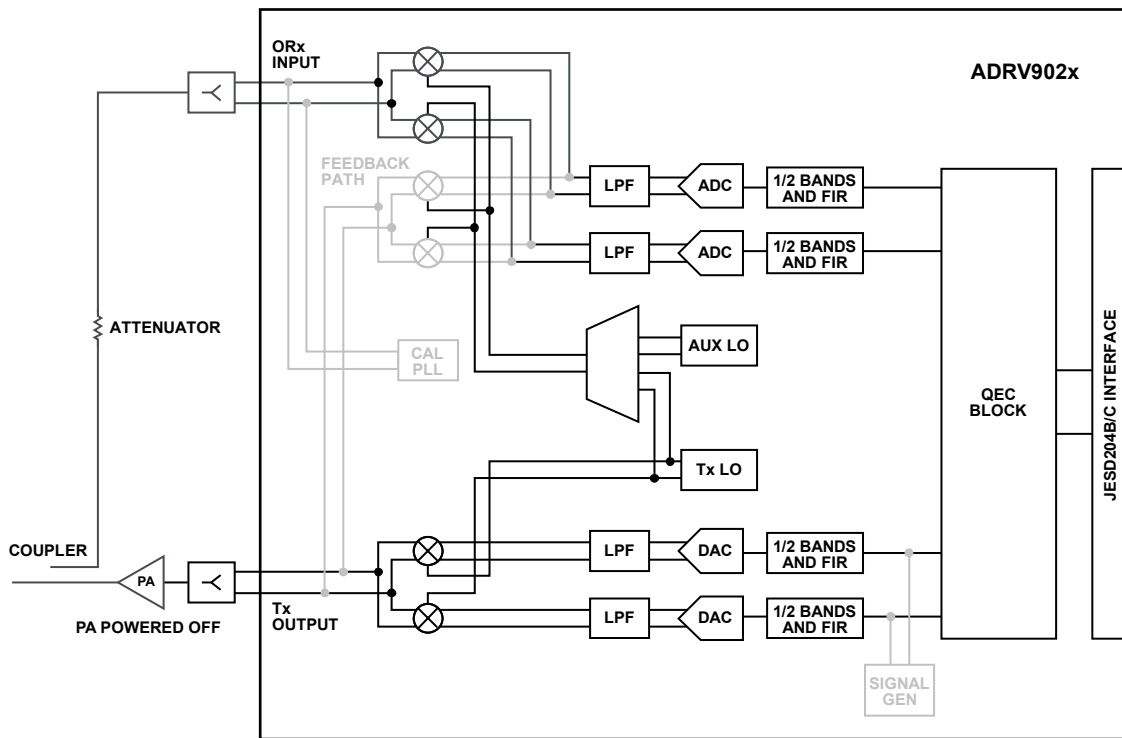 ORx
INPUT
ADRV902x
FEEDBACK
PATH
LPF
ADC
1/2 BANDS
AND FIR
LPF
ADC
1/2 BANDS
AND FIR
ATTENUATOR
CAL
PLL
AUX LO
QEC
BLOCK
JESD204B/C INTERFACE
Tx LO
COUPLER
PA
PA POWERED OFF
Tx
OUTPUT
LPF
DAC
1/2 BANDS
AND FIR
LPF
DAC
1/2 BANDS
AND FIR
SIGNAL
GEN